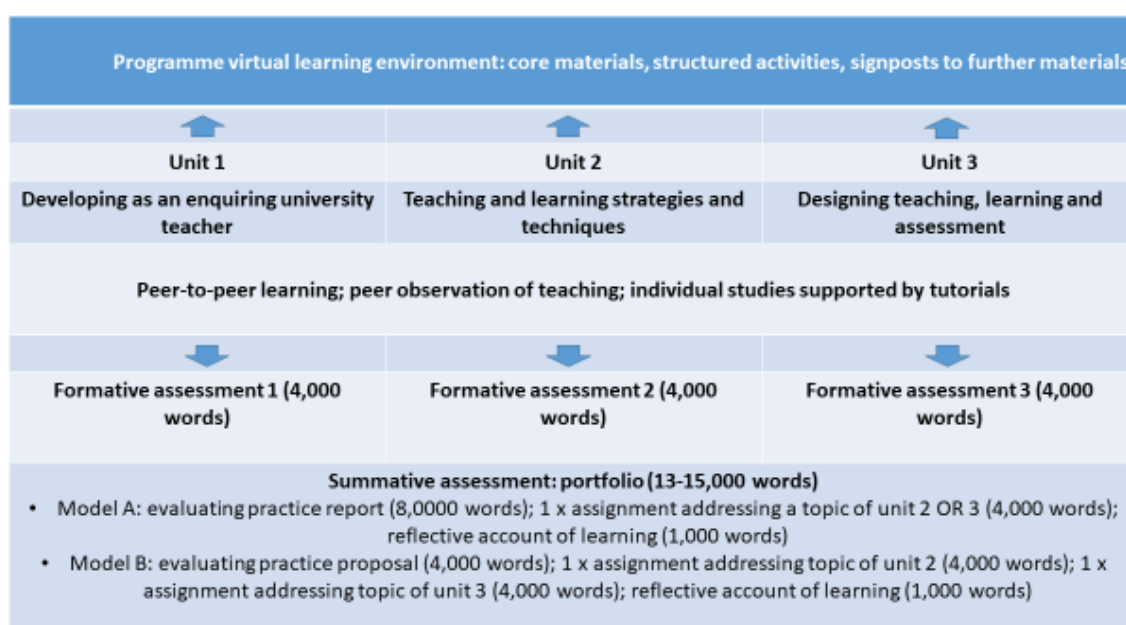 Programme virtual learning environment: core materials, structured activities, signposts to further materials
Unit 1
Unit 2
Unit 3
Developing as an enquiring university
teacher
Teaching and learning strategies and
techniques
Designing teaching, learning and
assessment
Peer-to-peer learning; peer observation of teaching; individual studies supported by tutorials
Formative assessment 1 (4,000
words)
Formative assessment 2 (4,000
words)
Formative assessment 3 (4,000
words)
Summative assessment: portfolio (13-15,000 words)
• Model A: evaluating practice report (8,0000 words); 1 x assignment addressing a topic of unit 2 OR 3 (4,000 words);
reflective account of learning (1,000 words)
• Model B: evaluating practice proposal (4,000 words); 1 x assignment addressing topic of unit 2 (4,000 words); 1 x
assignment addressing topic of unit 3 (4,000 words); reflective account of learning (1,000 words)